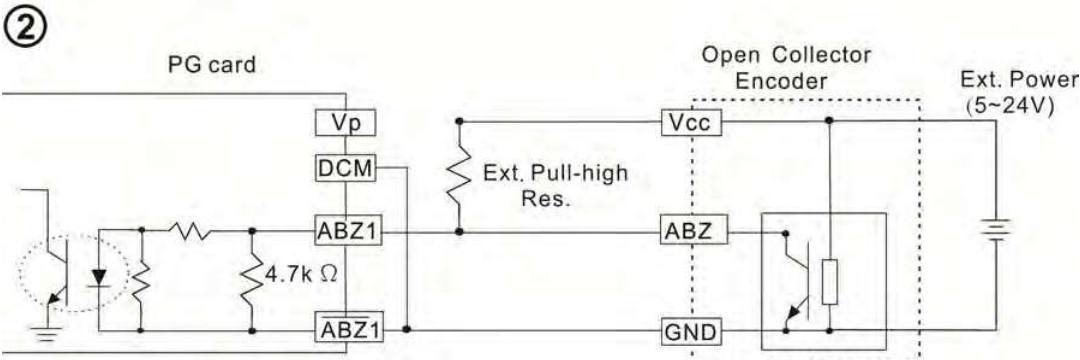 ②
PG card
Open Collector
Encoder
Ext. Power
(5~24V)
Vp
Vcc
DCM
Ext. Pull-high
Res.
ABZ1
ABZ
4.7k Ω
A̅B̅Z̅1
GND